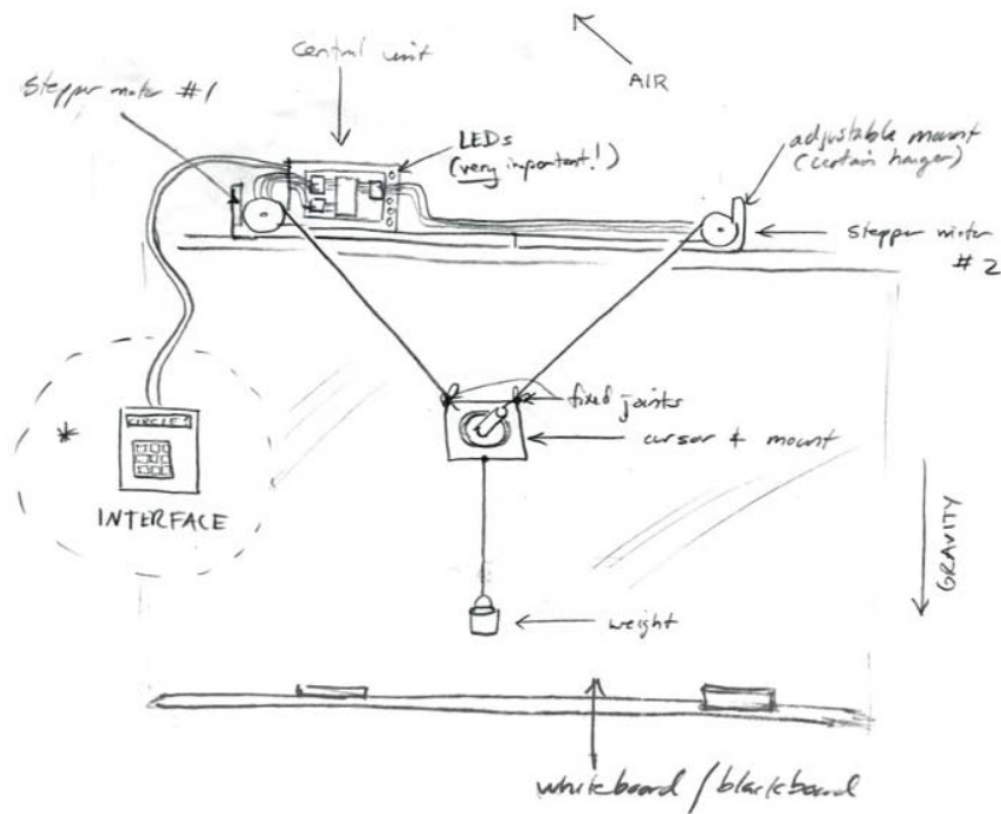 central unit
AIR
Stepper motor #1
LEDs
(very important!)
adjustable mount
(curtain hanger)
stepper motor
#2
fixed joints
cursor & mount
*
CIRCLE
INTERFACE
GRAVITY
weight
whiteboard / blackboard